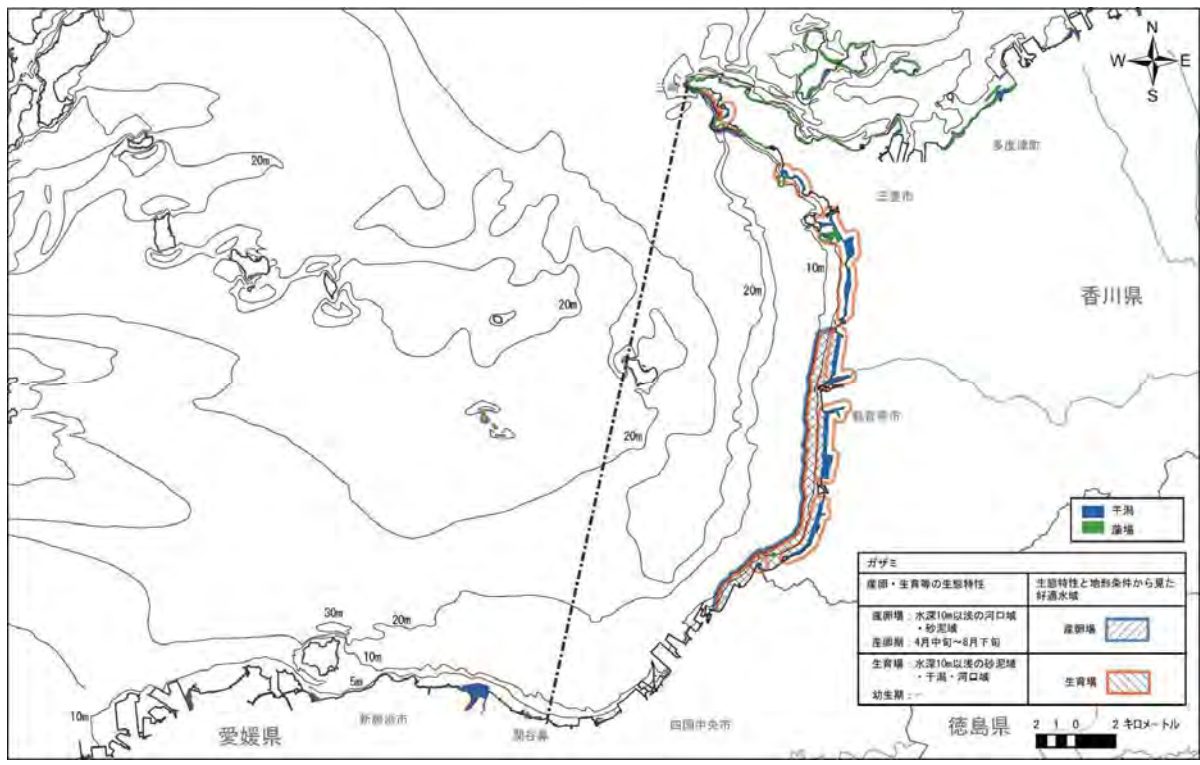 N
W E
S
三崎
20m
多度津町
三豊市
10m
20m
20m
香川県
20m
観音寺市
干潟
藻場
ガザミ
産卵・生育等の生態特性
生態特性と地形条件から見た
好適水域
産卵場:水深10m以浅の河口域
・砂泥域
産卵期:4月中旬~8月下旬
産卵場
生育場:水深10m以浅の砂泥域
・干潟・河口域
幼生期:-
生育場
30m
20m
10m
5m
10m
新居浜市
関谷鼻
四国中央市
愛媛県
徳島県
2 1 0 2 キロメートル